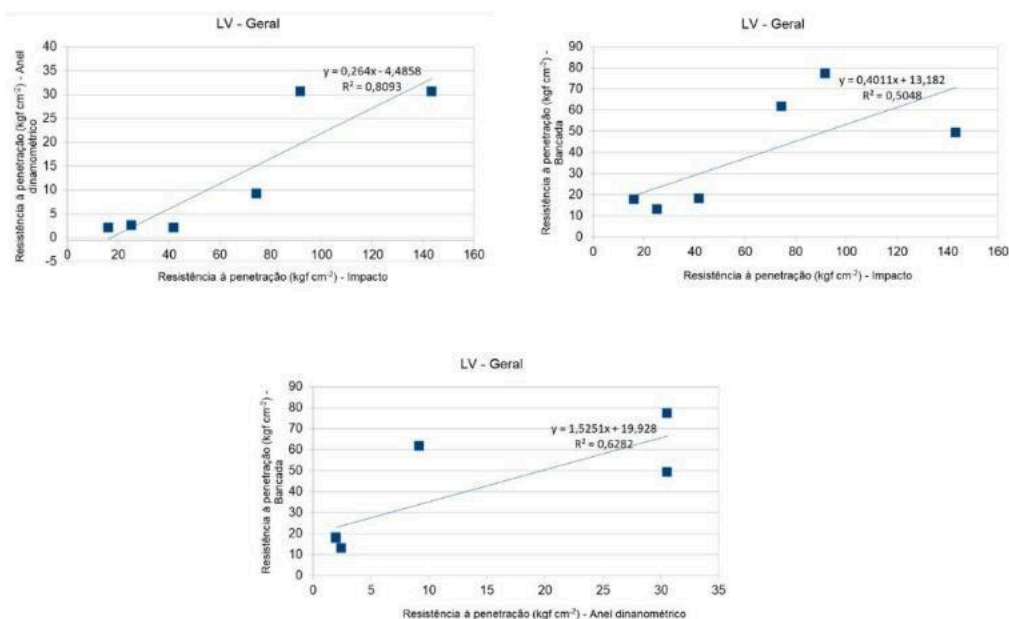 LV - Geral
Resistência à penetração (kgf cm⁻²) - Anel
dinamométrico
40
35
30
25
20
15
10
5
0
-5
y = 0,264x - 4,4858
R² = 0,8093
0 20 40 60 80 100 120 140 160
Resistência à penetração (kgf cm⁻²) - Impacto
LV - Geral
Resistência à penetração (kgf cm⁻²) -
Bancada
90
80
70
60
50
40
30
20
10
0
y = 0,4011x + 13,182
R² = 0,5048
0 20 40 60 80 100 120 140 160
Resistência à penetração (kgf cm⁻²) - Impacto
LV - Geral
Resistência à penetração (kgf cm⁻²) -
Bancada
90
80
70
60
50
40
30
20
10
0
y = 1,5251x + 19,928
R² = 0,6282
0 5 10 15 20 25 30 35
Resistência à penetração (kgf cm⁻²) - Anel dinanométrico